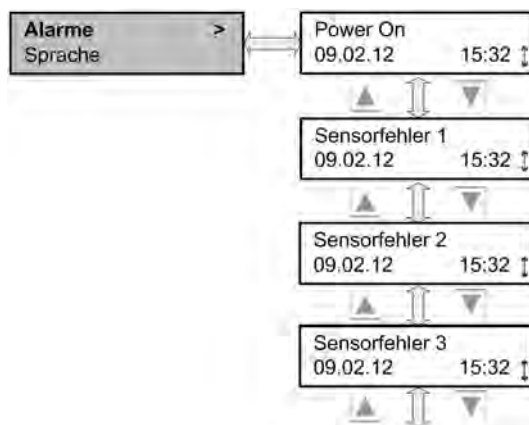 Alarme >
Sprache
Power On
09.02.12 15:32
Sensorfehler 1
09.02.12 15:32
Sensorfehler 2
09.02.12 15:32
Sensorfehler 3
09.02.12 15:32